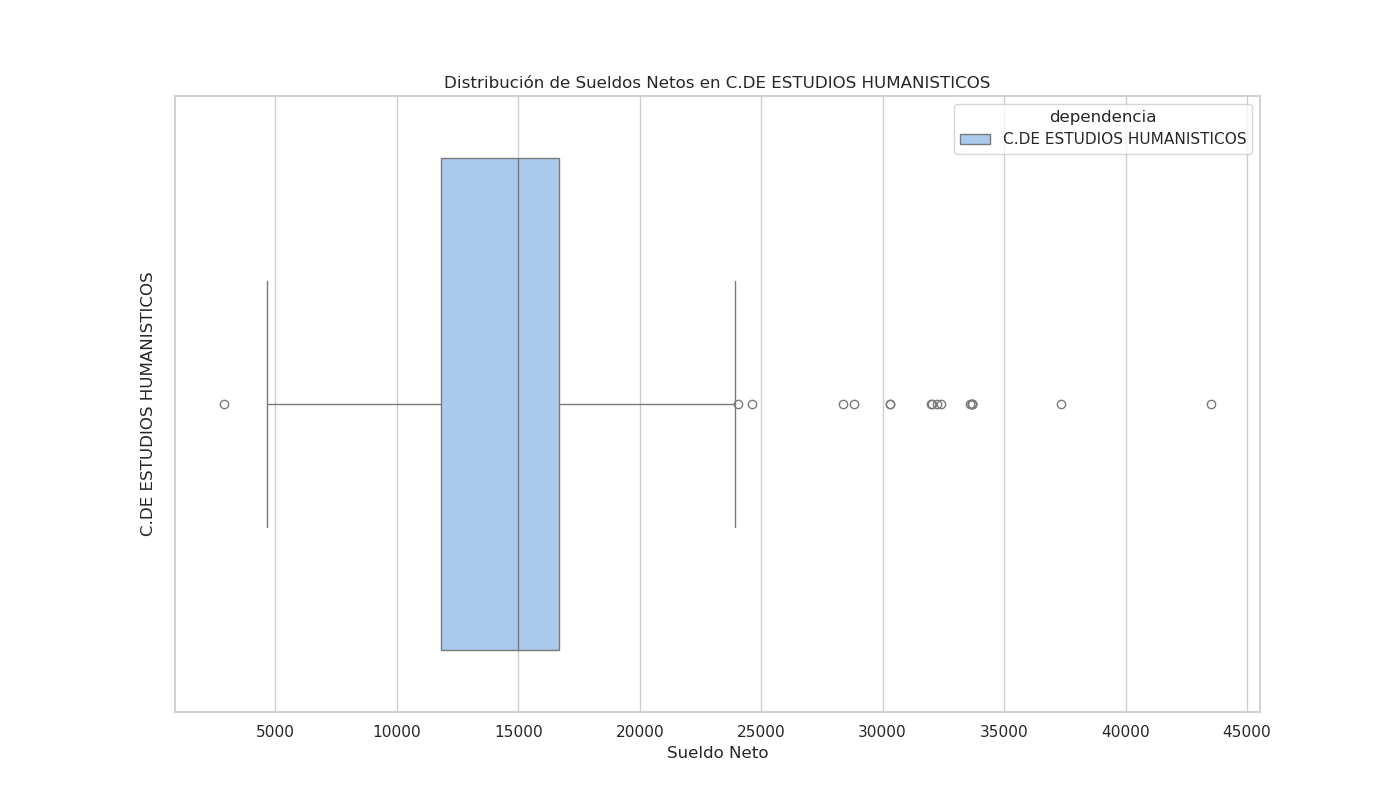 Distribución de Sueldos Netos en C.DE ESTUDIOS HUMANISTICOS
dependencia
C.DE ESTUDIOS HUMANISTICOS
C.DE ESTUDIOS HUMANISTICOS
5000 10000 15000 20000 25000 30000 35000 40000 45000
Sueldo Neto